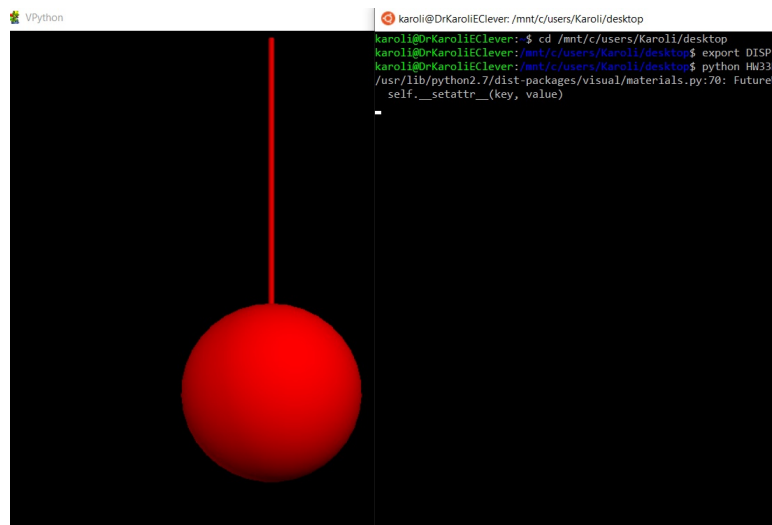 VPython
karoli@DrKaroliEClever: /mnt/c/users/Karoli/desktop
karoli@DrKaroliEClever:~$ cd /mnt/c/users/Karoli/desktop
karoli@DrKaroliEClever:/mnt/c/users/Karoli/desktop$ export DISP
karoli@DrKaroliEClever:/mnt/c/users/Karoli/desktop$ python HW33
/usr/lib/python2.7/dist-packages/visual/materials.py:70: Future
self.__setattr__(key, value)